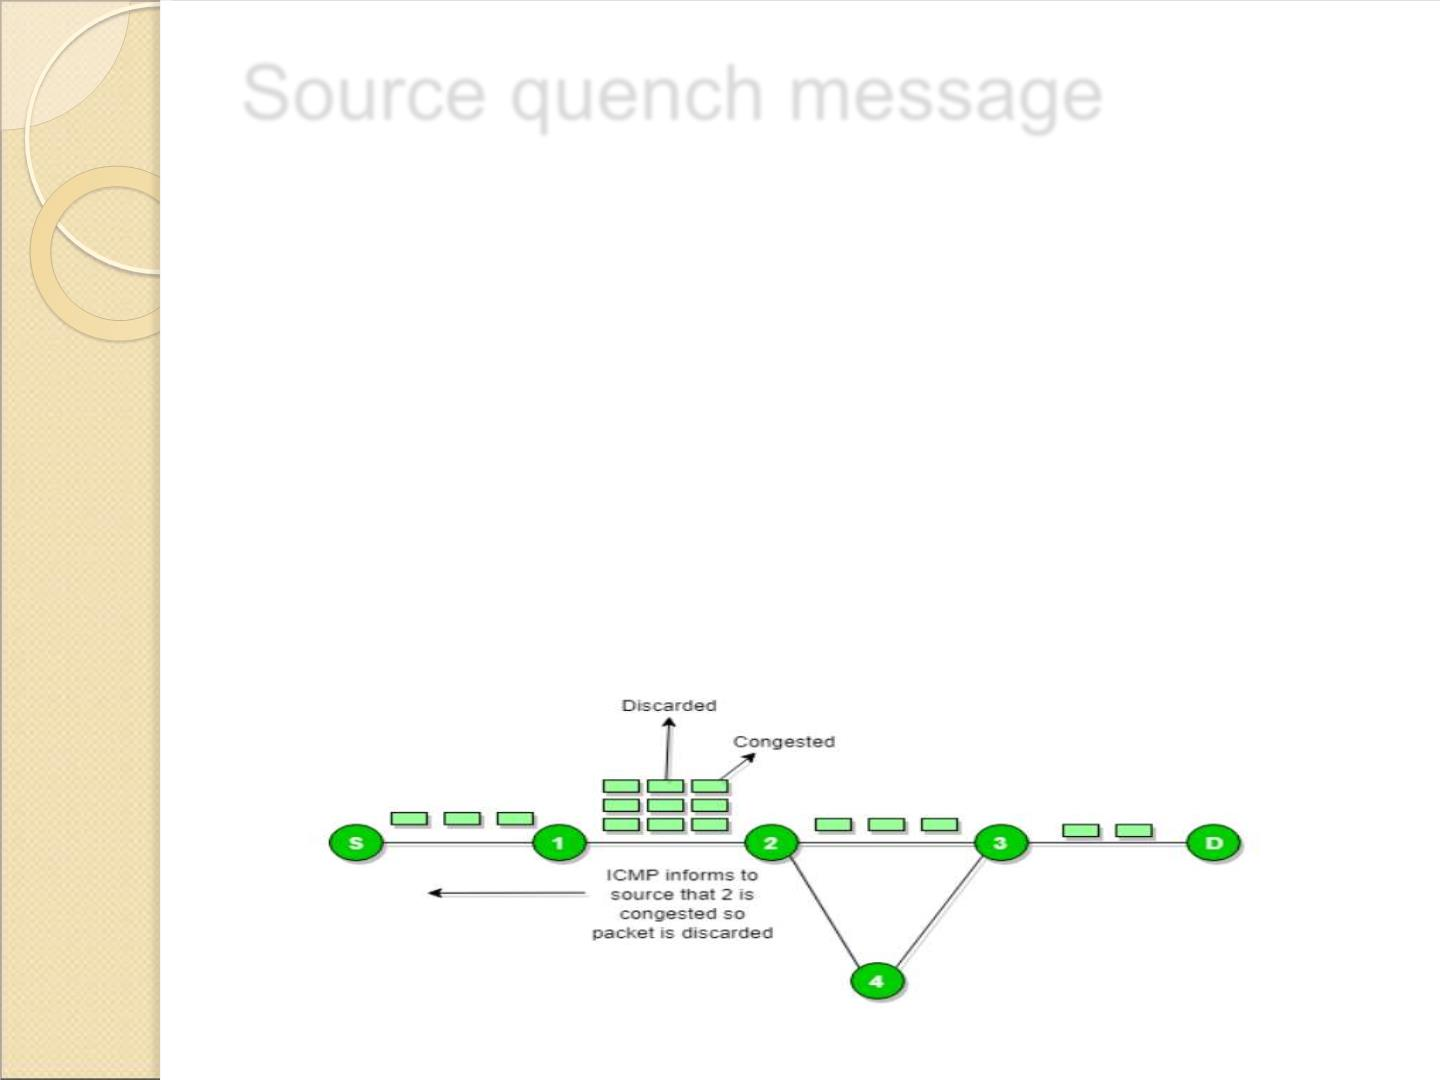 Source quench message
Discarded
Congested
S
1
2
3
D
ICMP informs to
source that 2 is
congested so
packet is discarded
4